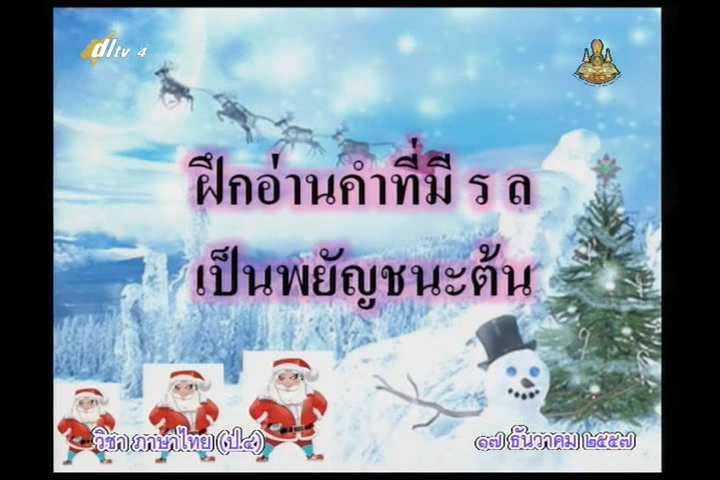 dltv 4
ฝึกอ่านคำที่มี ร ล
เป็นพยัญชนะต้น
วิชา ภาษาไทย (ป.๔)
๑๗ ธันวาคม ๒๕๕๗